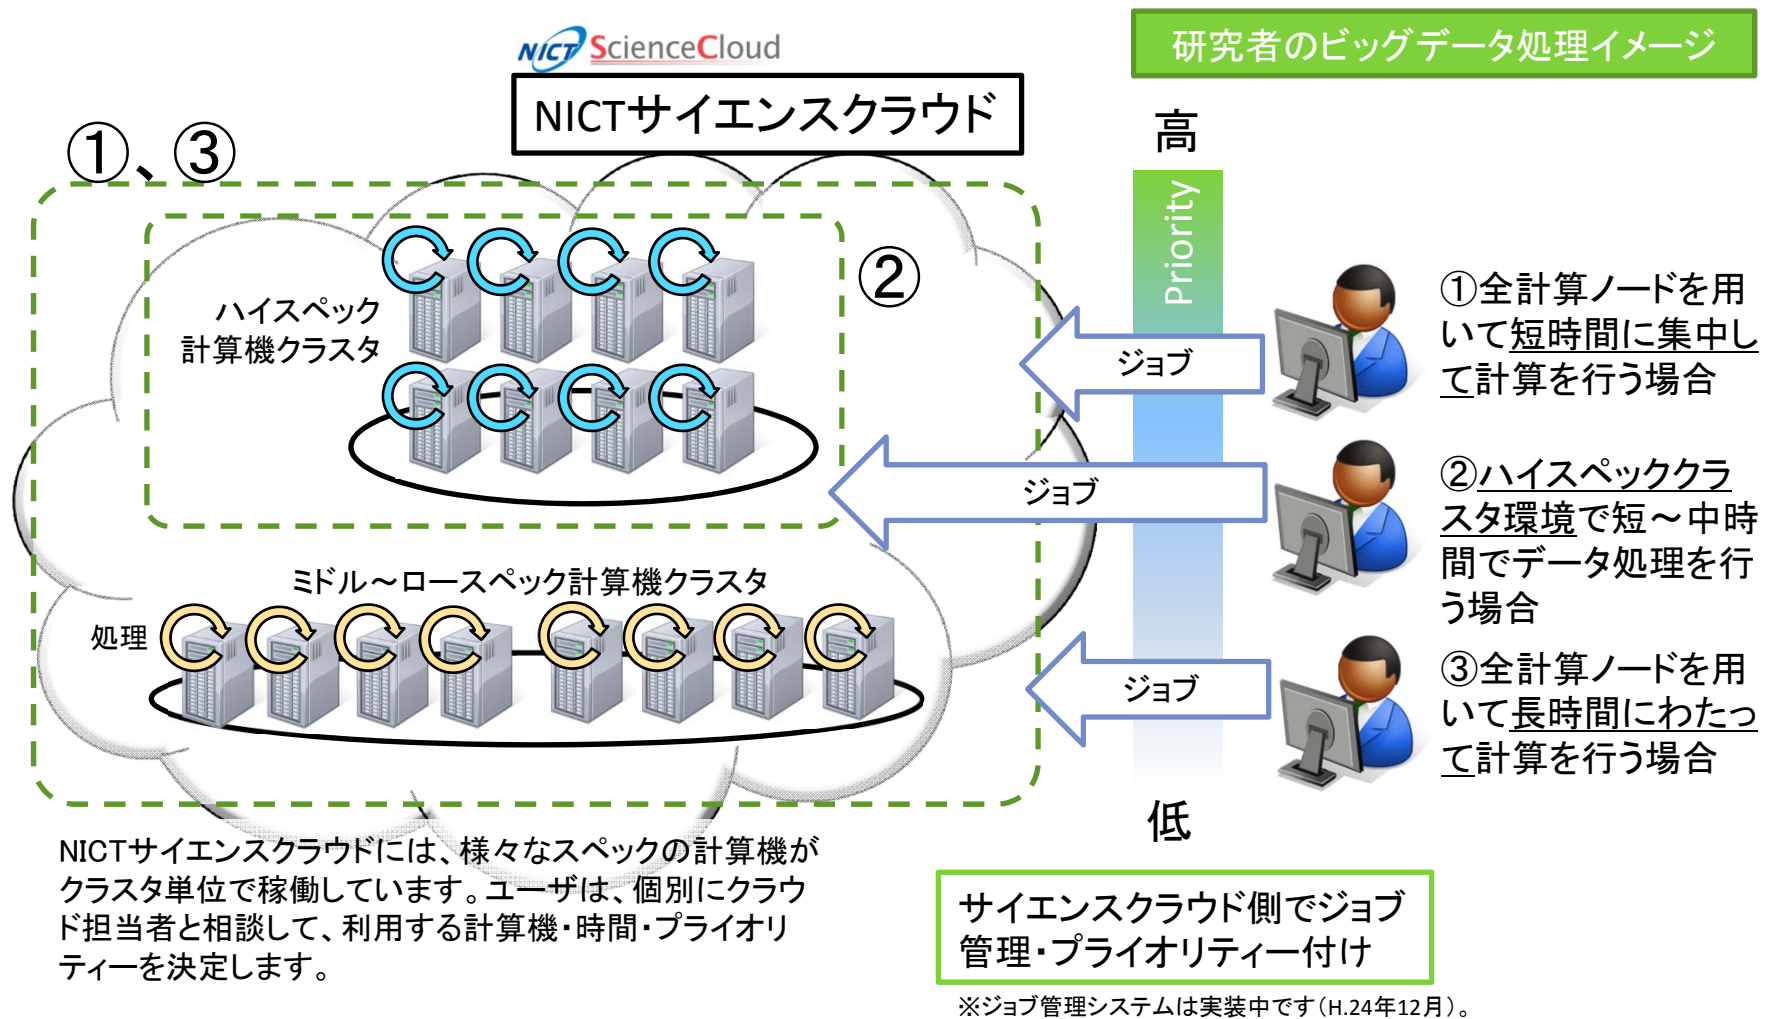 NICT ScienceCloud
研究者のビッグデータ処理イメージ
NICTサイエンスクラウド
①、③
高
Priority
②
ハイスペック
計算機クラスタ
ジョブ
①全計算ノードを用
いて短時間に集中し
て計算を行う場合
ジョブ
②ハイスペッククラ
スタ環境で短～中時
間でデータ処理を行
う場合
ミドル～ロースペック計算機クラスタ
処理
ジョブ
③全計算ノードを用
いて長時間にわたっ
て計算を行う場合
低
NICTサイエンスクラウドには、様々なスペックの計算機が
クラスタ単位で稼働しています。ユーザは、個別にクラウ
ド担当者と相談して、利用する計算機・時間・プライオリ
ティーを決定します。
サイエンスクラウド側でジョブ
管理・プライオリティー付け
※ジョブ管理システムは実装中です（H.24年12月）。